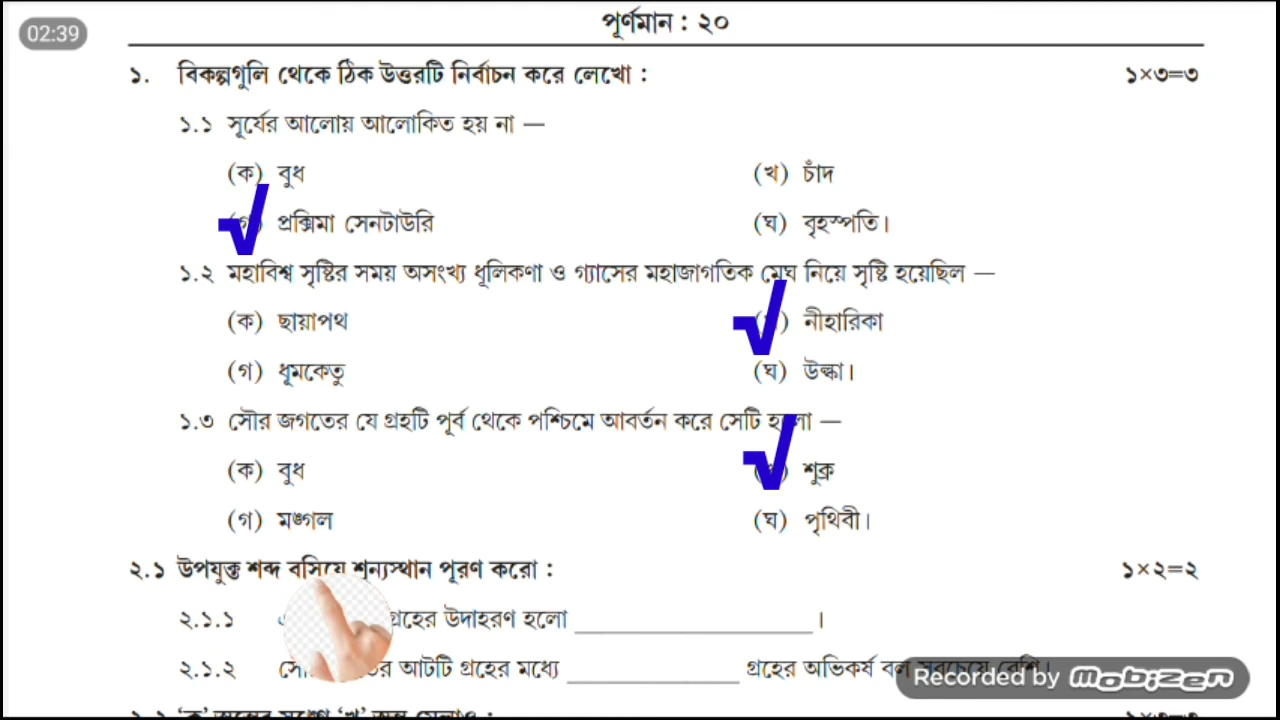 02:39
পূর্ণমান : ২০
১. বিকল্পগুলি থেকে ঠিক উত্তরটি নির্বাচন করে লেখো : ১×৩=৩
১.১ সূর্যের আলোয় আলোকিত হয় না —
(ক) বুধ (খ) চাঁদ
(গ) প্রক্সিমা সেনটাউরি (ঘ) বৃহস্পতি।
১.২ মহাবিশ্ব সৃষ্টির সময় অসংখ্য ধূলিকণা ও গ্যাসের মহাজাগতিক মেঘ নিয়ে সৃষ্টি হয়েছিল —
(ক) ছায়াপথ নীহারিকা
(গ) ধূমকেতু (ঘ) উল্কা।
১.৩ সৌর জগতের যে গ্রহটি পূর্ব থেকে পশ্চিমে আবর্তন করে সেটি হলো —
(ক) বুধ শুক্র
(গ) মঙ্গল (ঘ) পৃথিবী।
২.১ উপযুক্ত শব্দ বসিয়ে শূন্যস্থান পূরণ করো : ১×২=২
২.১.১ গ্রহের উদাহরণ হলো ____________________ ।
২.১.২ আটটি গ্রহের মধ্যে _______________ গ্রহের অভিকর্ষ বল সবচেয়ে বেশি।
Recorded by mobizen